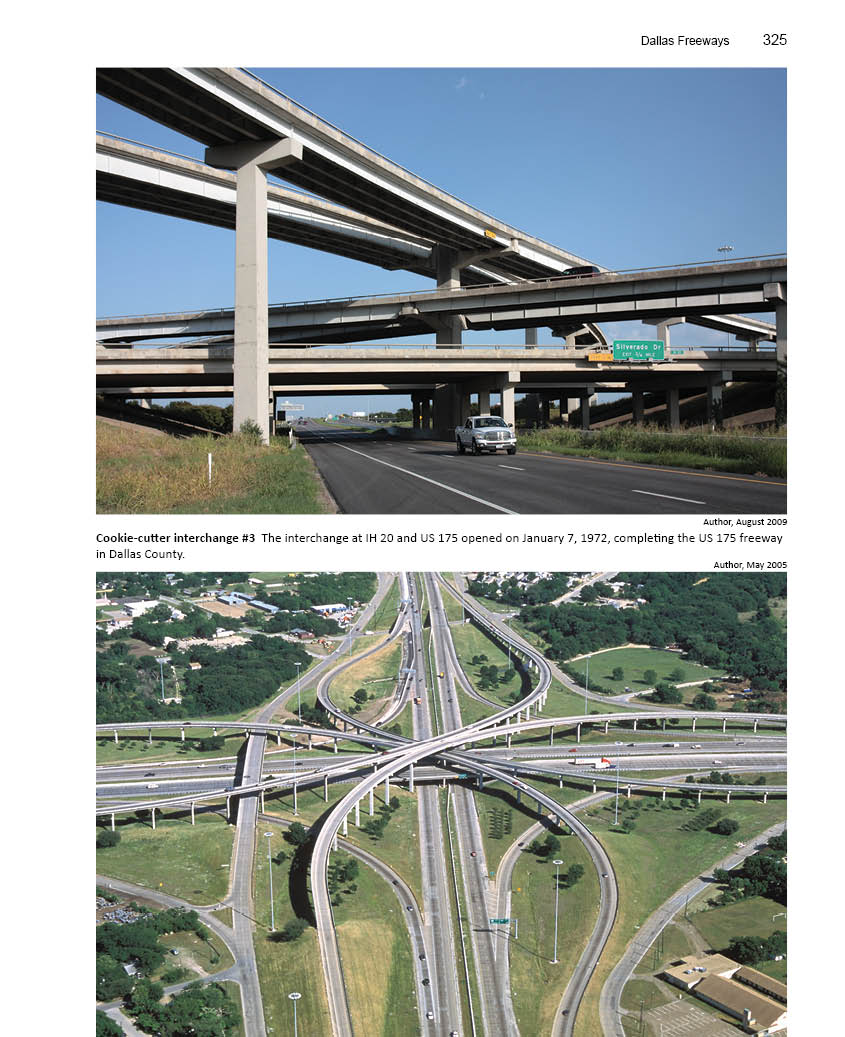 Dallas Freeways 325
Silverado Dr
EXIT 3/4 MILE
Author, August 2009
Cookie-cutter interchange #3 The interchange at IH 20 and US 175 opened on January 7, 1972, completing the US 175 freeway
in Dallas County.
Author, May 2005